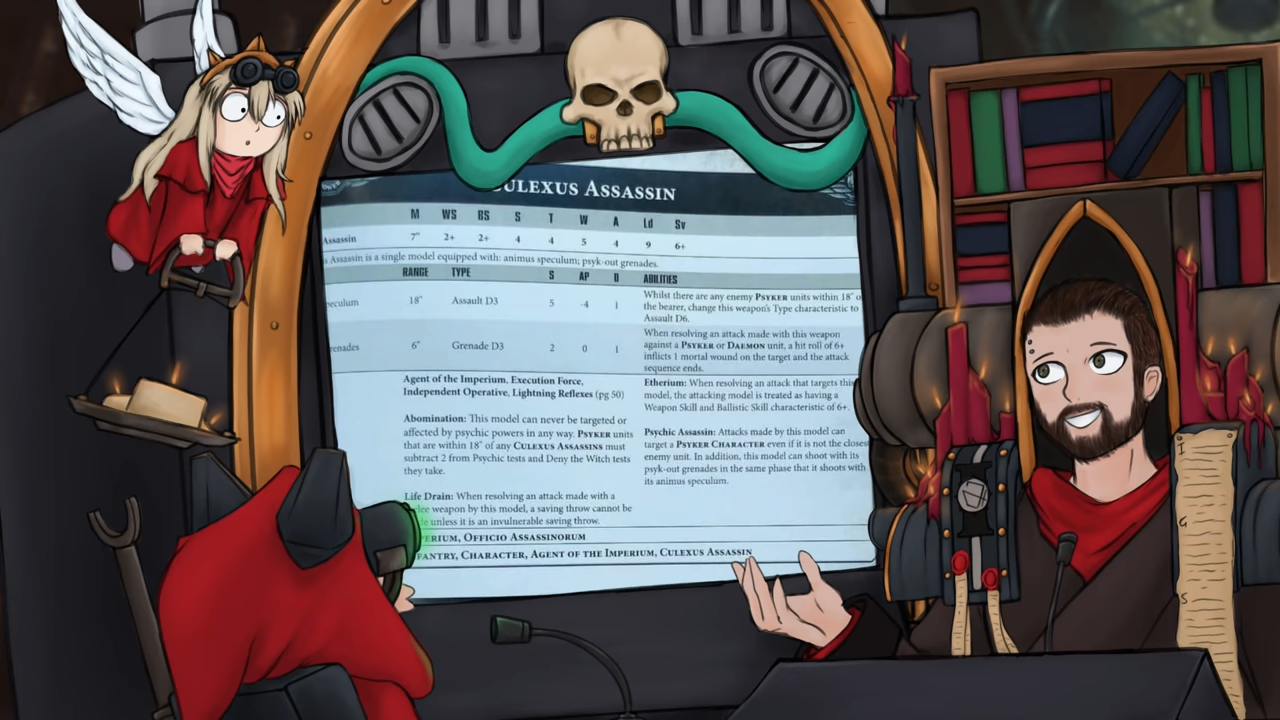 CULEXUS ASSASSIN
M WS BS S T W A Ld Sv
Assassin 7" 2+ 2+ 4 4 5 4 9 6+
s Assassin is a single model equipped with: animus speculum; psyk-out grenades.
RANGE TYPE S AP D ABILITIES
peculum 18" Assault D3 5 -4 1 Whilst there are any enemy PSYKER units within 18" o
the bearer, change this weapon's Type characteristic to
Assault D6.
renades 6" Grenade D3 2 0 1 When resolving an attack made with this weapon
against a PSYKER or DAEMON unit, a hit roll of 6+
inflicts 1 mortal wound on the target and the attack
sequence ends.
Agent of the Imperium, Execution Force,
Independent Operative, Lightning Reflexes (pg 50)
Abomination: This model can never be targeted or
affected by psychic powers in any way. PSYKER units
that are within 18" of any CULEXUS ASSASSINS must
subtract 2 from Psychic tests and Deny the Witch tests
they take.
Life Drain: When resolving an attack made with a
weapon by this model, a saving throw cannot be
unless it is an invulnerable saving throw.
Etherium: When resolving an attack that targets this
model, the attacking model is treated as having a
Weapon Skill and Ballistic Skill characteristic of 6+.
Psychic Assassin: Attacks made by this model can
target a PSYKER CHARACTER even if it is not the closest
enemy unit. In addition, this model can shoot with its
psyk-out grenades in the same phase that it shoots with
its animus speculum.
PERIUM, OFFICIO ASSASSINORUM
FANTRY, CHARACTER, AGENT OF THE IMPERIUM, CULEXUS ASSASSIN
I
G
S